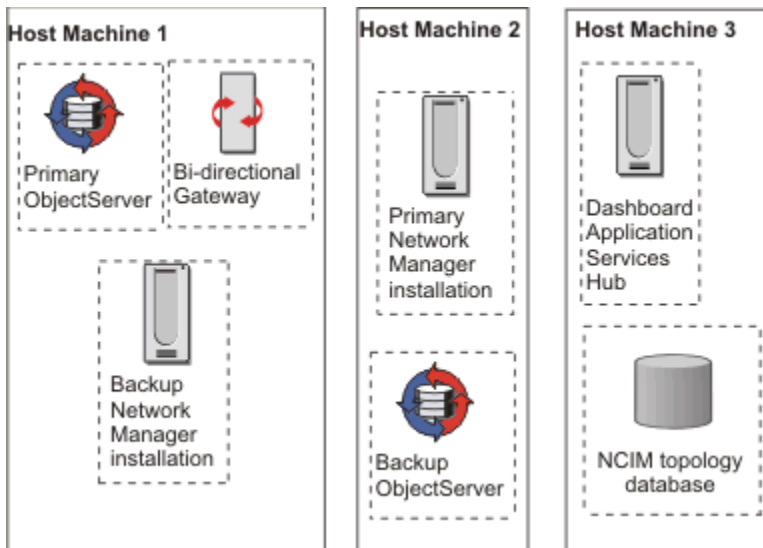 Host Machine 1
Primary
ObjectServer
Bi-directional
Gateway
Backup
Network
Manager
installation
Host Machine 2
Primary
Network
Manager
installation
Backup
ObjectServer
Host Machine 3
Dashboard
Application
Services
Hub
NCIM topology
database